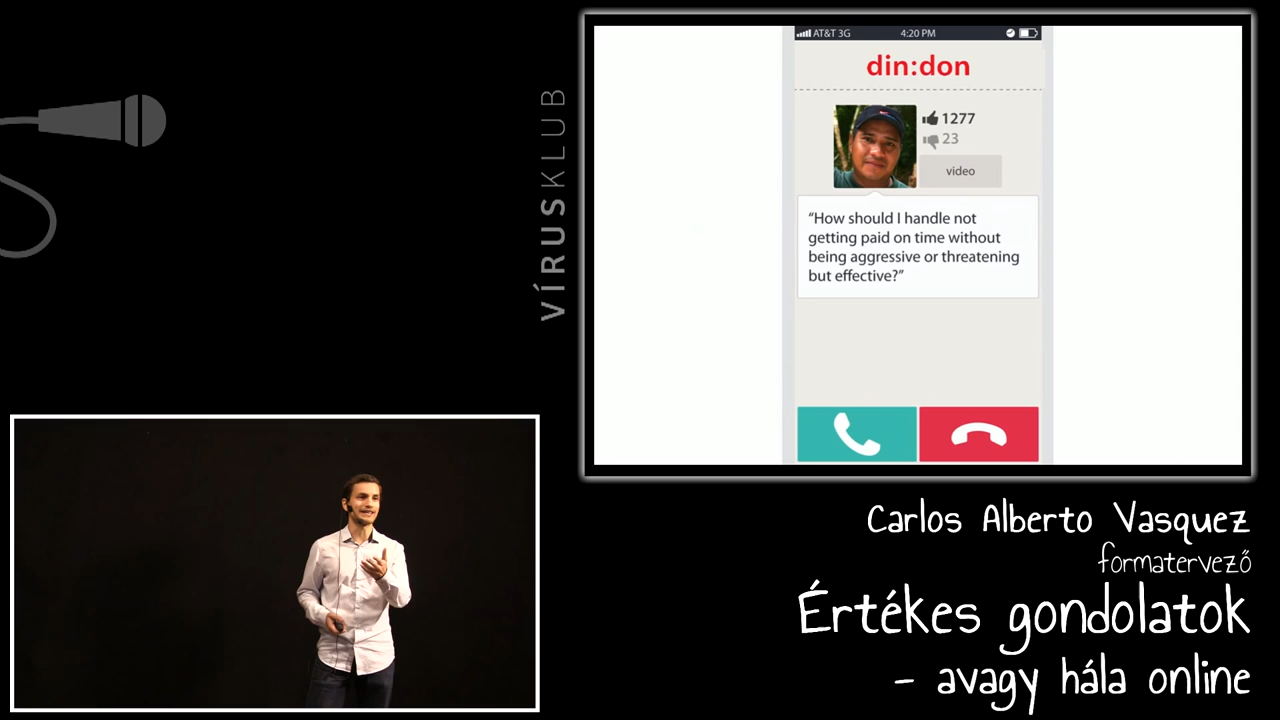 VÍRUSKLUB
AT&T 3G 4:20 PM
din:don
1277
23
video
“How should I handle not
getting paid on time without
being aggressive or threatening
but effective?”
Carlos Alberto Vasquez
formatervező
Értékes gondolatok
- avagy hála online